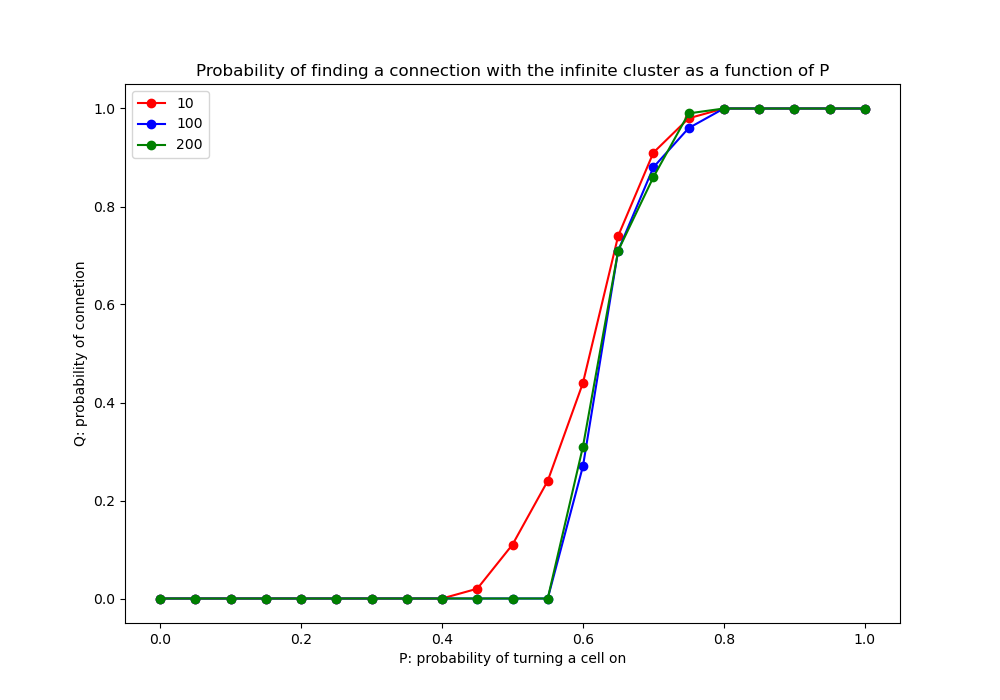 Probability of finding a connection with the infinite cluster as a function of P
10
100
200
1.0
0.8
0.6
0.4
0.2
0.0
Q: probability of connetion
0.0 0.2 0.4 0.6 0.8 1.0
P: probability of turning a cell on